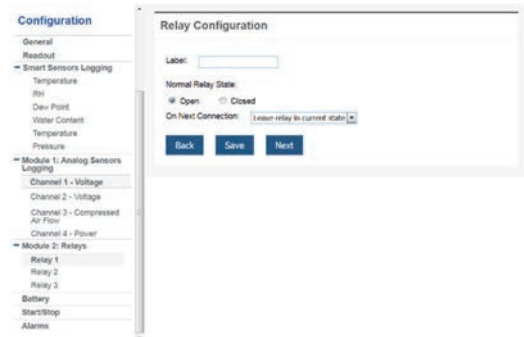 Configuration
General
Readout
Smart Sensors Logging
Temperature
RH
Dew Point
Water Content
Temperature
Pressure
Module 1: Analog Sensors
Logging
Channel 1 - Voltage
Channel 2 - Voltage
Channel 3 - Compressed
Air Flow
Channel 4 - Power
Module 2: Relays
Relay 1
Relay 2
Relay 3
Battery
Start/Stop
Alarms
Relay Configuration
Label:
Normal Relay State:
Open Closed
On Next Connection: Leave relay in current state
Back Save Next